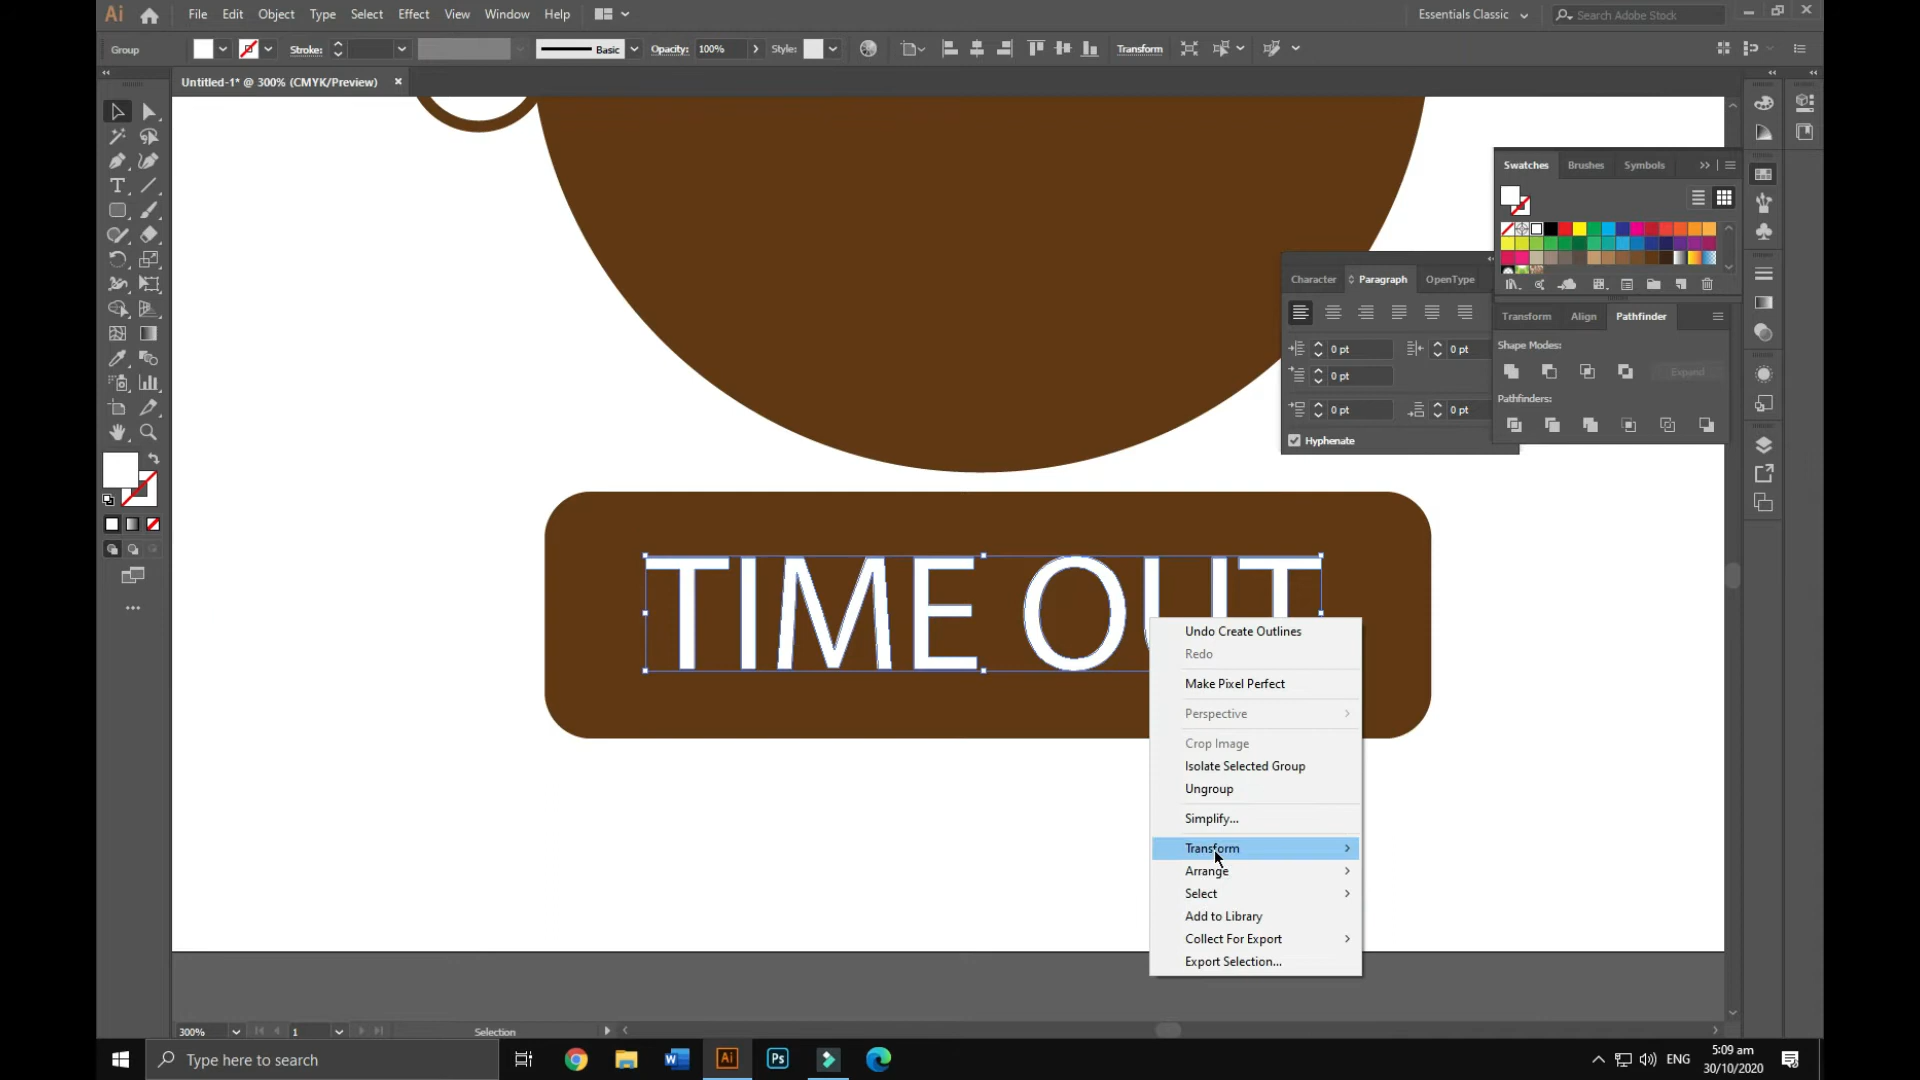 Ai File Edit Object Type Select Effect View Window Help Essentials Classic Search Adobe Stock
Group Stroke: Basic Opacity: 100% Style: Transform
Untitled-1* @ 300% (CMYK/Preview) ×
Swatches Brushes Symbols
Character Paragraph OpenType
Transform Align Pathfinder
Shape Modes:
0 pt 0 pt
Expand
0 pt
Pathfinders:
0 pt 0 pt
Hyphenate
TIME OUT
Undo Create Outlines
Redo
Make Pixel Perfect
Perspective
Crop Image
Isolate Selected Group
Ungroup
Simplify...
Transform
Arrange
Select
Add to Library
Collect For Export
Export Selection...
300% 1 Selection
Type here to search
Ai Ps
ENG
5:09 am
30/10/2020